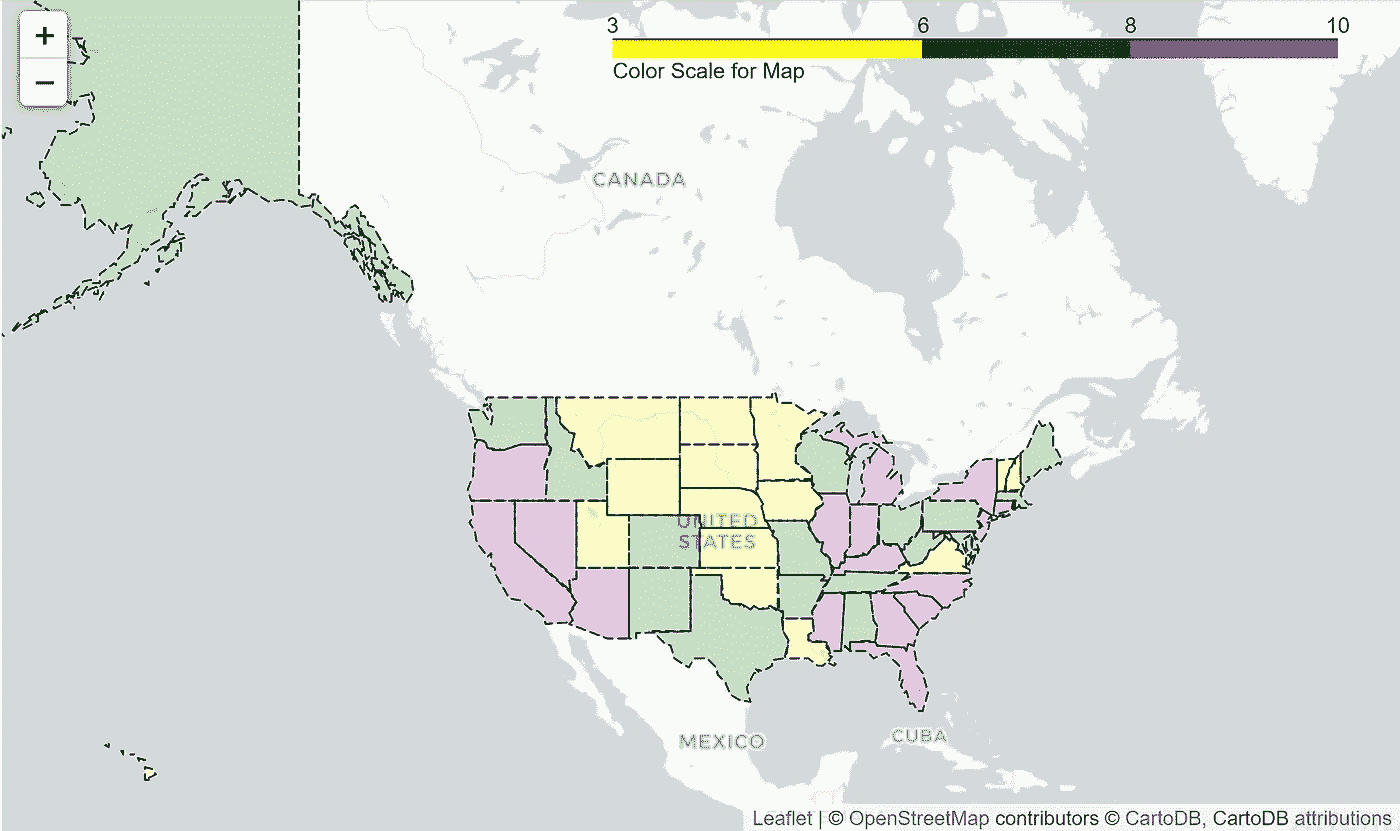 +
−
3 6 8 10
Color Scale for Map
CANADA
UNITED
STATES
MEXICO
CUBA
Leaflet | © OpenStreetMap contributors © CartoDB, CartoDB attributions